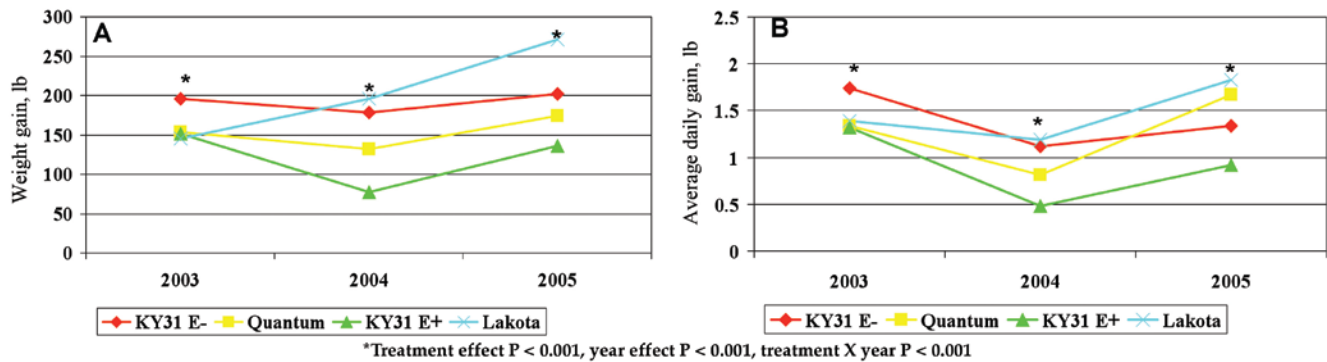 A
Weight gain, lb
300
250
200
150
100
50
0
*
*
*
2003 2004 2005
KY31 E- Quantum KY31 E+ Lakota
B
Average daily gain, lb
2.5
2
1.5
1
0.5
0
*
*
*
2003 2004 2005
KY31 E- Quantum KY31 E+ Lakota
*Treatment effect P < 0.001, year effect P < 0.001, treatment X year P < 0.001